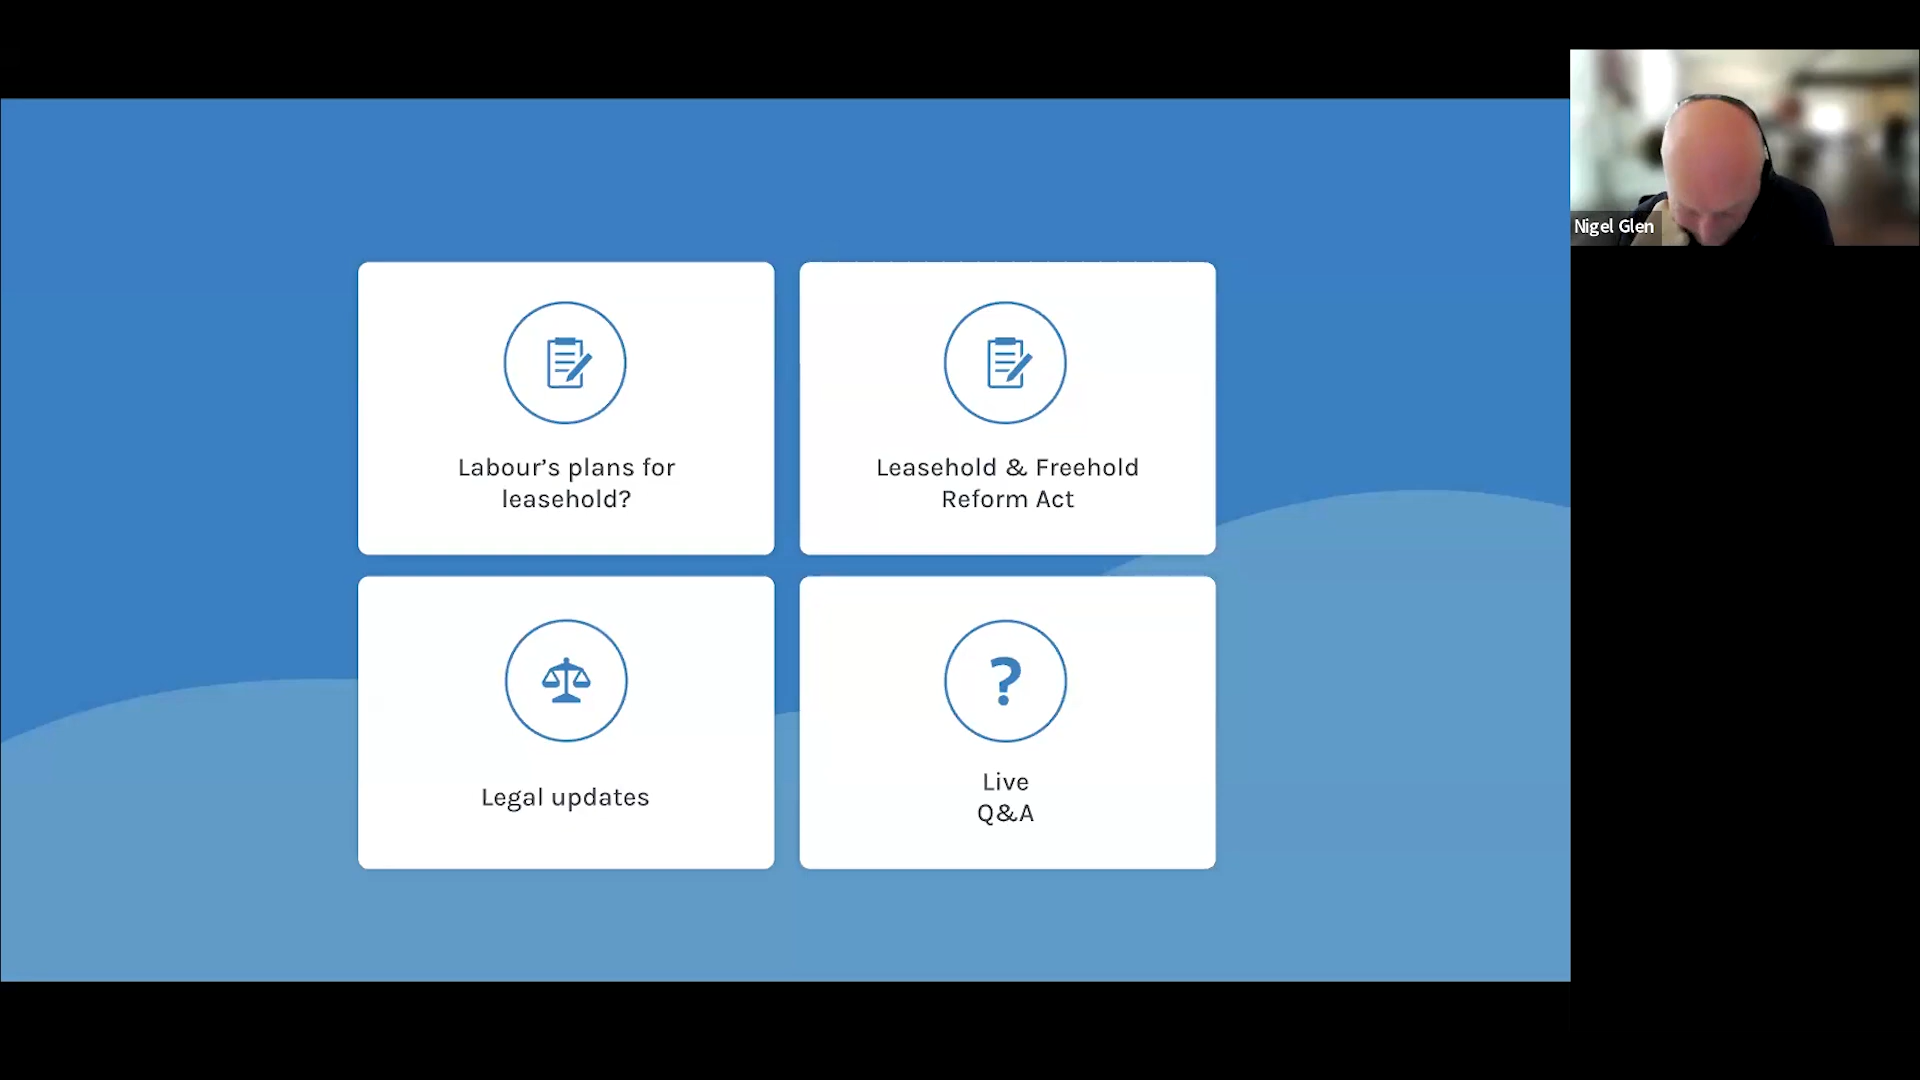 Labour’s plans for
leasehold?
Leasehold & Freehold
Reform Act
Legal updates
?
Live
Q&A
Nigel Glen